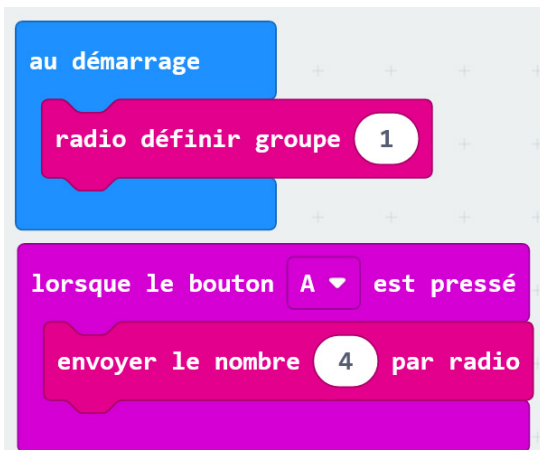 au démarrage
radio définir groupe 1
lorsque le bouton A est pressé
envoyer le nombre 4 par radio